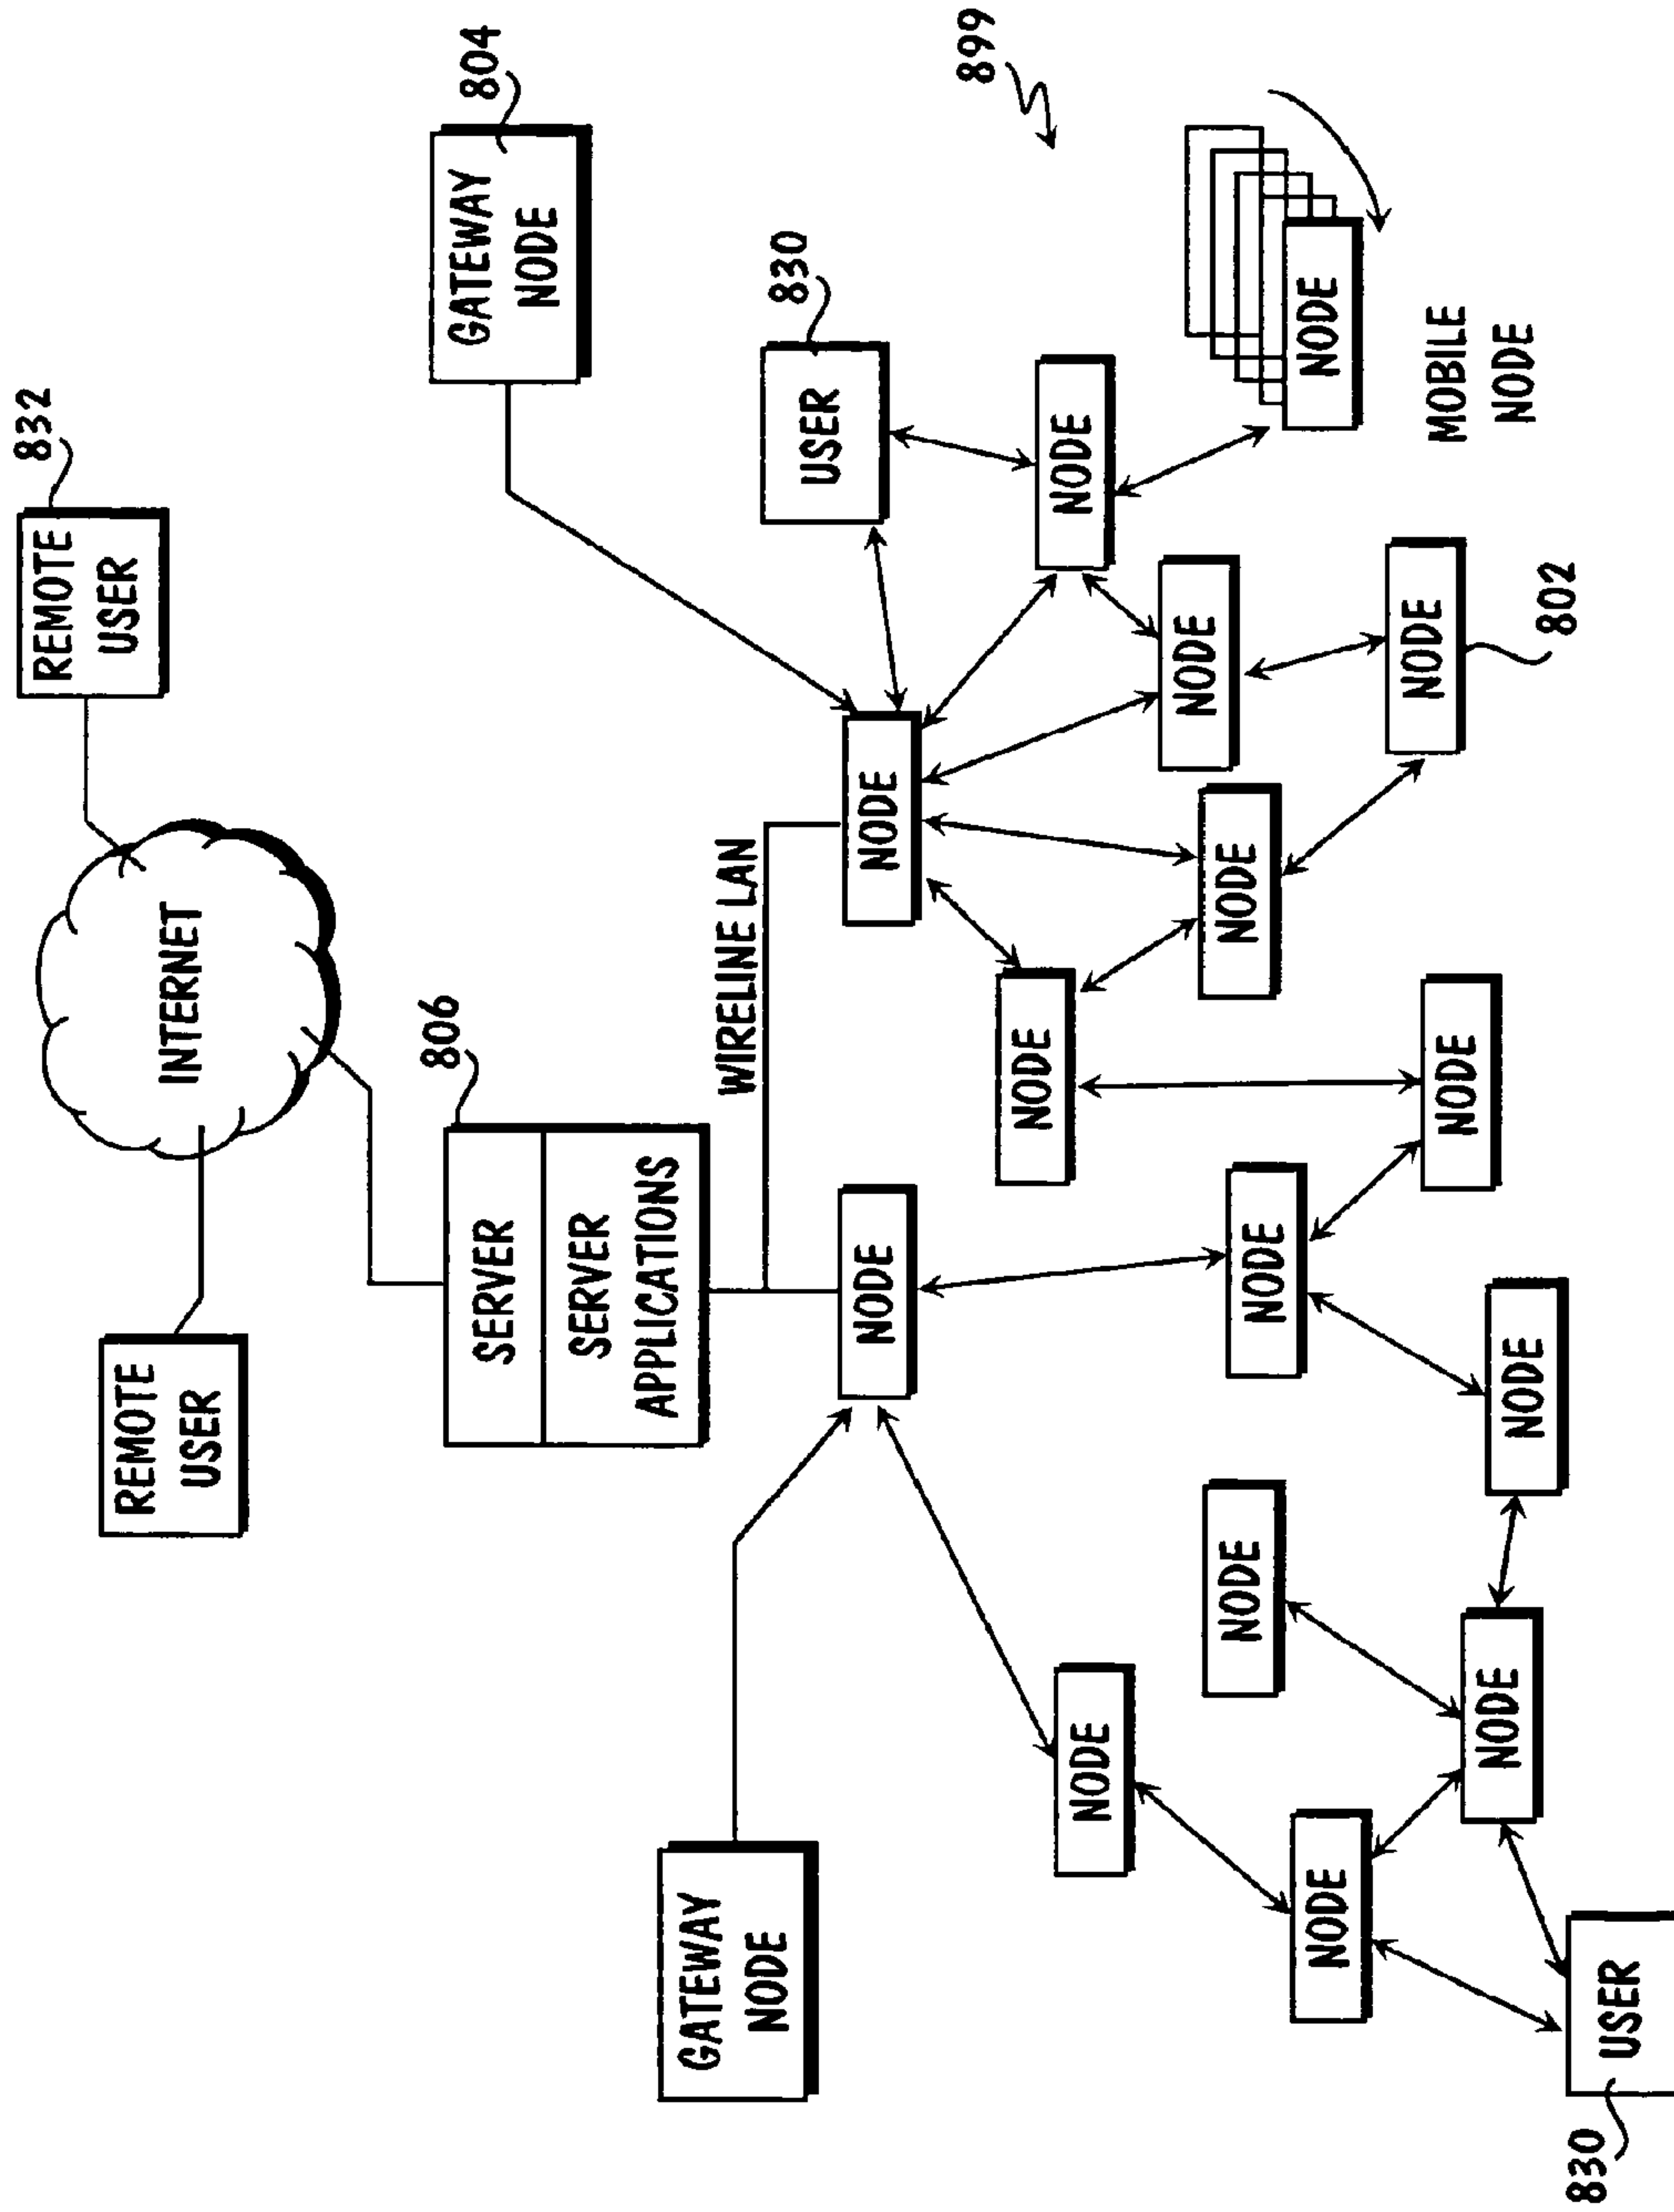 832
REMOTE
USER
REMOTE
USER
INTERNET
806
804
GATEWAY
NODE
SERVER
SERVER
APPLICATIONS
GATEWAY
NODE
WIRELINE LAN
830
USER
NODE
NODE
899
NODE
NODE
NODE
NODE
NODE
NODE
NODE
NODE
NODE
NODE
MOBILE
NODE
NODE
NODE
NODE
802
830
USER